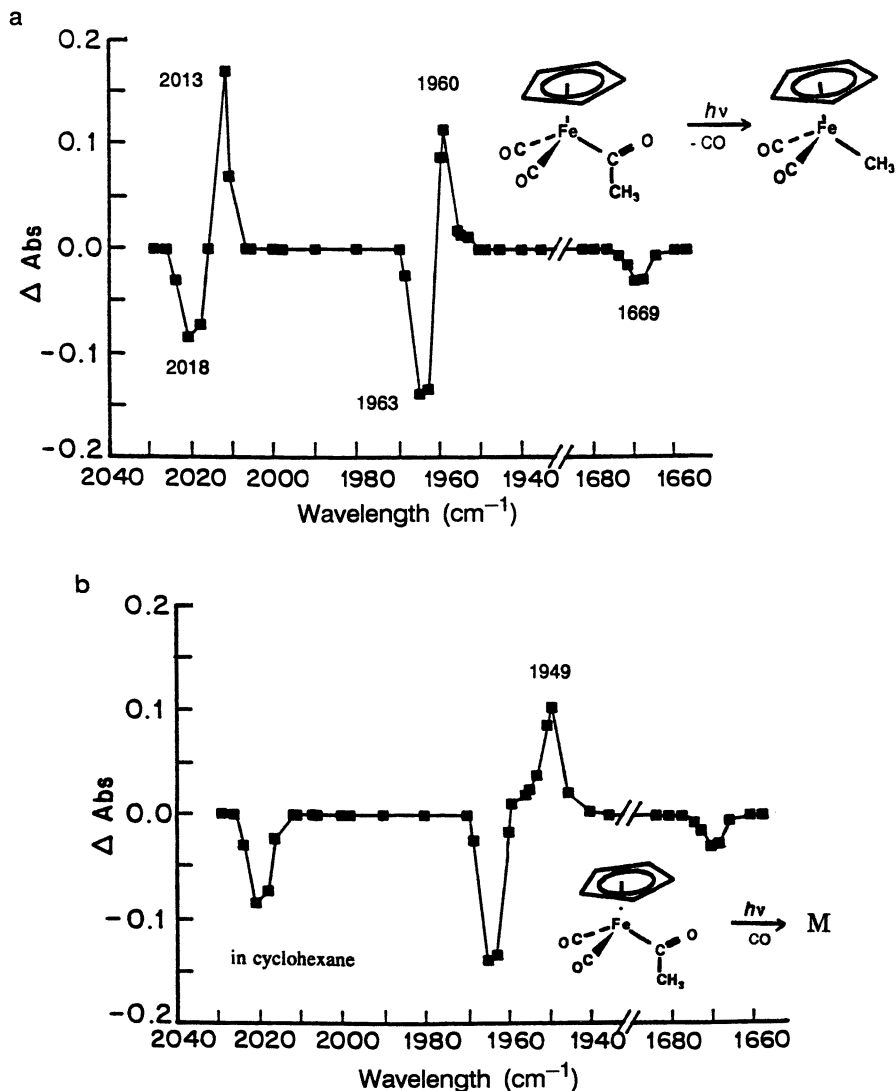 a
0.2
0.1
0.0
-0.1
-0.2
Δ Abs
2013
2018
1963
1960
1669
2040 2020 2000 1980 1960 1940 1680 1660
Wavelength (cm⁻¹)
Fe
OC
OC
C
O
CH₃
hν
- CO
Fe
OC
OC
CH₃
b
0.2
0.1
0.0
-0.1
-0.2
Δ Abs
1949
in cyclohexane
Fe
OC
OC
C
O
CH₃
hν
CO
M
2040 2020 2000 1980 1960 1940 1680 1660
Wavelength (cm⁻¹)